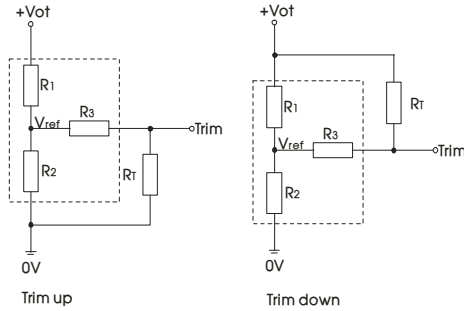 +Vot
R1
Vref
R3
Trim
R2
RT
0V
Trim up
+Vot
R1
RT
Vref
R3
Trim
R2
0V
Trim down